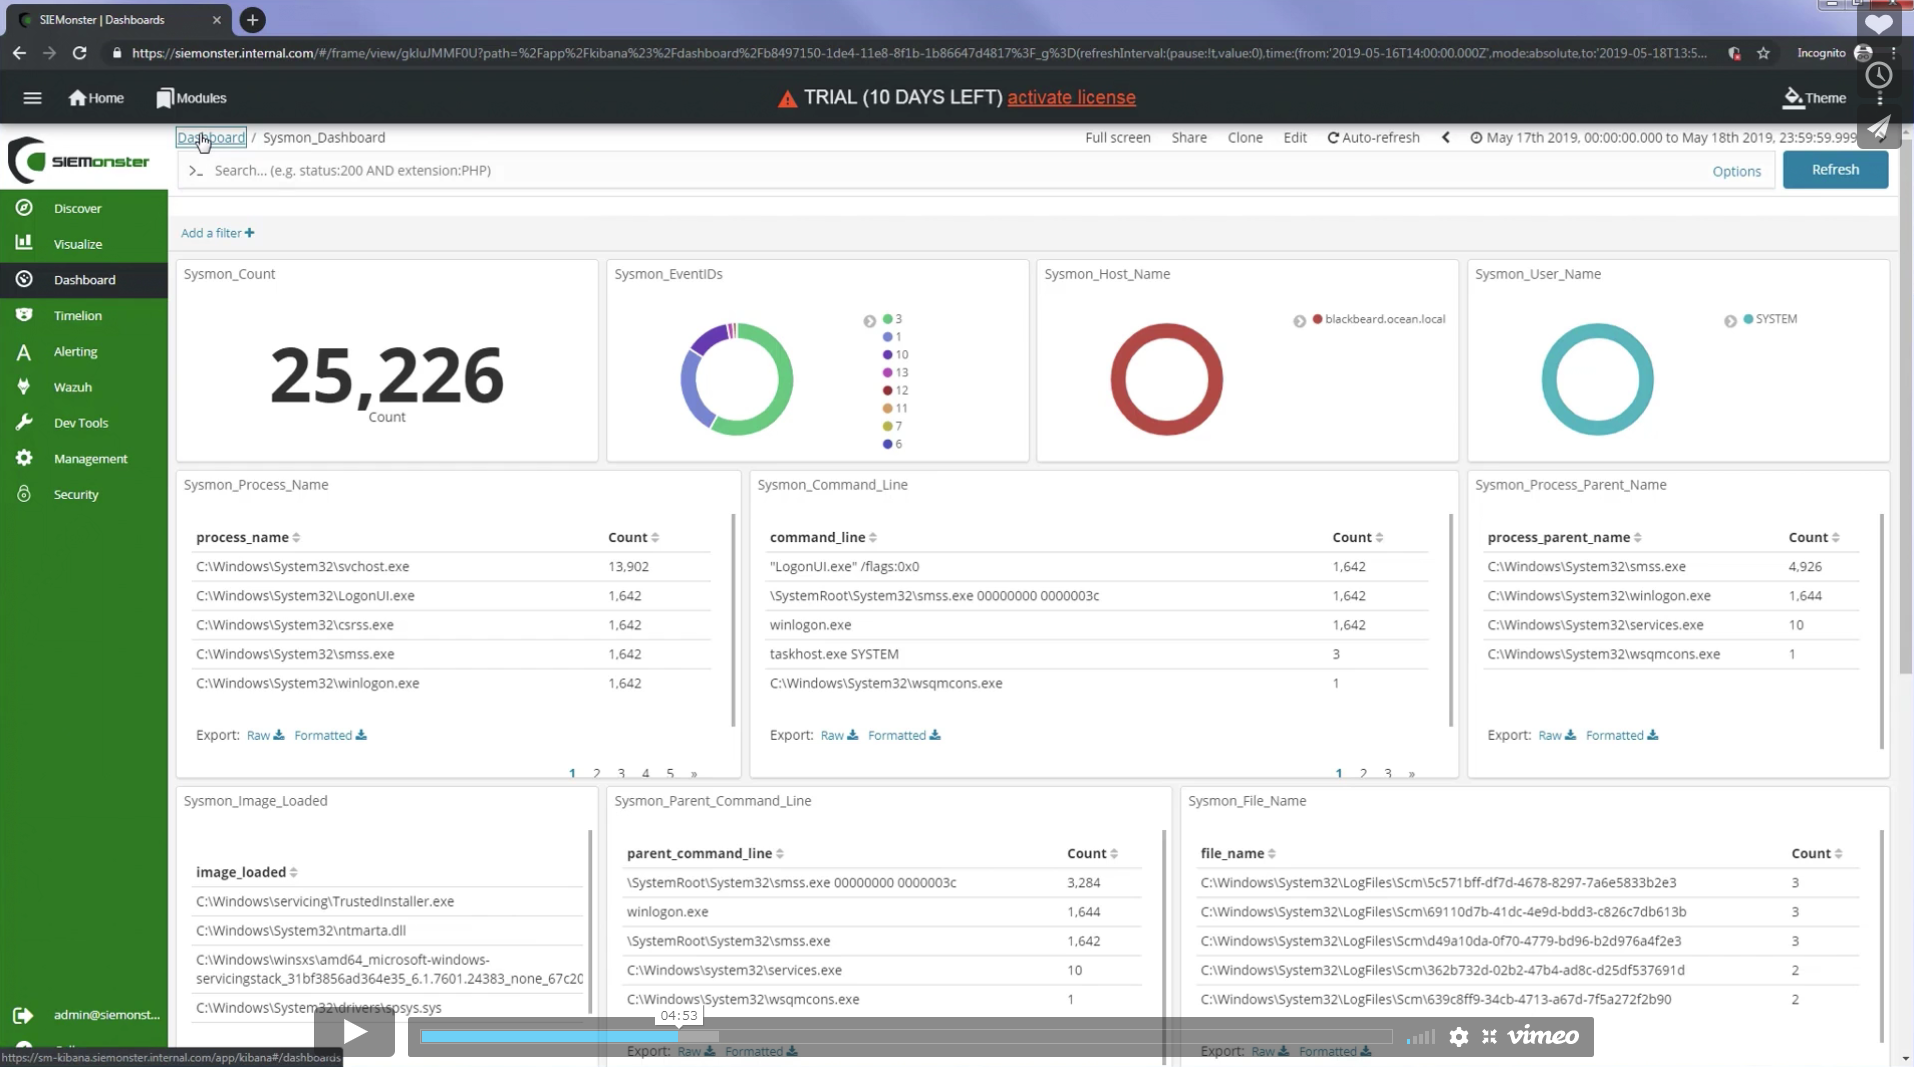 SIEMonster | Dashboards
https://siemonster.internal.com/#/frame/view/gkIuJMMF0U?path=%2Fapp%2Fkibana%23%2Fdashboard%2Fb8497150-1de4-11e8-8f1b-1b86647d4817%3F_g%3D(refreshInterval:(pause:!t,value:0),time:(from:'2019-05-16T14:00:00.000Z',mode:absolute,to:'2019-05-18T13:5...
Incognito
Home
Modules
TRIAL (10 DAYS LEFT) activate license
Theme
SIEMonster
Dashboard / Sysmon_Dashboard
Full screen Share Clone Edit Auto-refresh May 17th 2019, 00:00:00.000 to May 18th 2019, 23:59:59.999
>_ Search... (e.g. status:200 AND extension:PHP)
Options
Refresh
Add a filter +
Discover
Visualize
Dashboard
Timelion
Alerting
Wazuh
Dev Tools
Management
Security
admin@siemonst...
Sysmon_Count
25,226
Count
Sysmon_EventIDs
3
1
10
13
12
11
7
6
Sysmon_Host_Name
blackbeard.ocean.local
Sysmon_User_Name
SYSTEM
Sysmon_Process_Name
process_name Count
C:\Windows\System32\svchost.exe 13,902
C:\Windows\System32\LogonUI.exe 1,642
C:\Windows\System32\csrss.exe 1,642
C:\Windows\System32\smss.exe 1,642
C:\Windows\System32\winlogon.exe 1,642
Export: Raw Formatted
1 2 3 4 5 »
Sysmon_Command_Line
command_line Count
"LogonUI.exe" /flags:0x0 1,642
\SystemRoot\System32\smss.exe 00000000 0000003c 1,642
winlogon.exe 1,642
taskhost.exe SYSTEM 3
C:\Windows\System32\wsqmcons.exe 1
Export: Raw Formatted
1 2 3 »
Sysmon_Process_Parent_Name
process_parent_name Count
C:\Windows\System32\smss.exe 4,926
C:\Windows\System32\winlogon.exe 1,644
C:\Windows\System32\services.exe 10
C:\Windows\System32\wsqmcons.exe 1
Export: Raw Formatted
Sysmon_Image_Loaded
image_loaded
C:\Windows\servicing\TrustedInstaller.exe
C:\Windows\System32\ntmarta.dll
C:\Windows\winsxs\amd64_microsoft-windows-
servicingstack_31bf3856ad364e35_6.1.7601.24383_none_67c20
C:\Windows\System32\drivers\spsys.sys
Sysmon_Parent_Command_Line
parent_command_line Count
\SystemRoot\System32\smss.exe 00000000 0000003c 3,284
winlogon.exe 1,644
\SystemRoot\System32\smss.exe 1,642
C:\Windows\system32\services.exe 10
C:\Windows\System32\wsqmcons.exe 1
Export: Raw Formatted
Sysmon_File_Name
file_name Count
C:\Windows\System32\LogFiles\Scm\5c571bff-df7d-4678-8297-7a6e5833b2e3 3
C:\Windows\System32\LogFiles\Scm\69110d7b-41dc-4e9d-bdd3-c826c7db613b 3
C:\Windows\System32\LogFiles\Scm\d49a10da-0f70-4779-bd96-b2d976a4f2e3 3
C:\Windows\System32\LogFiles\Scm\362b732d-02b2-47b4-ad8c-d25df537691d 2
C:\Windows\System32\LogFiles\Scm\639c8ff9-34cb-4713-a67d-7f5a272f2b90 2
Export: Raw Formatted
04:53
vimeo
https://sm-kibana.siemonster.internal.com/app/kibana#/dashboards